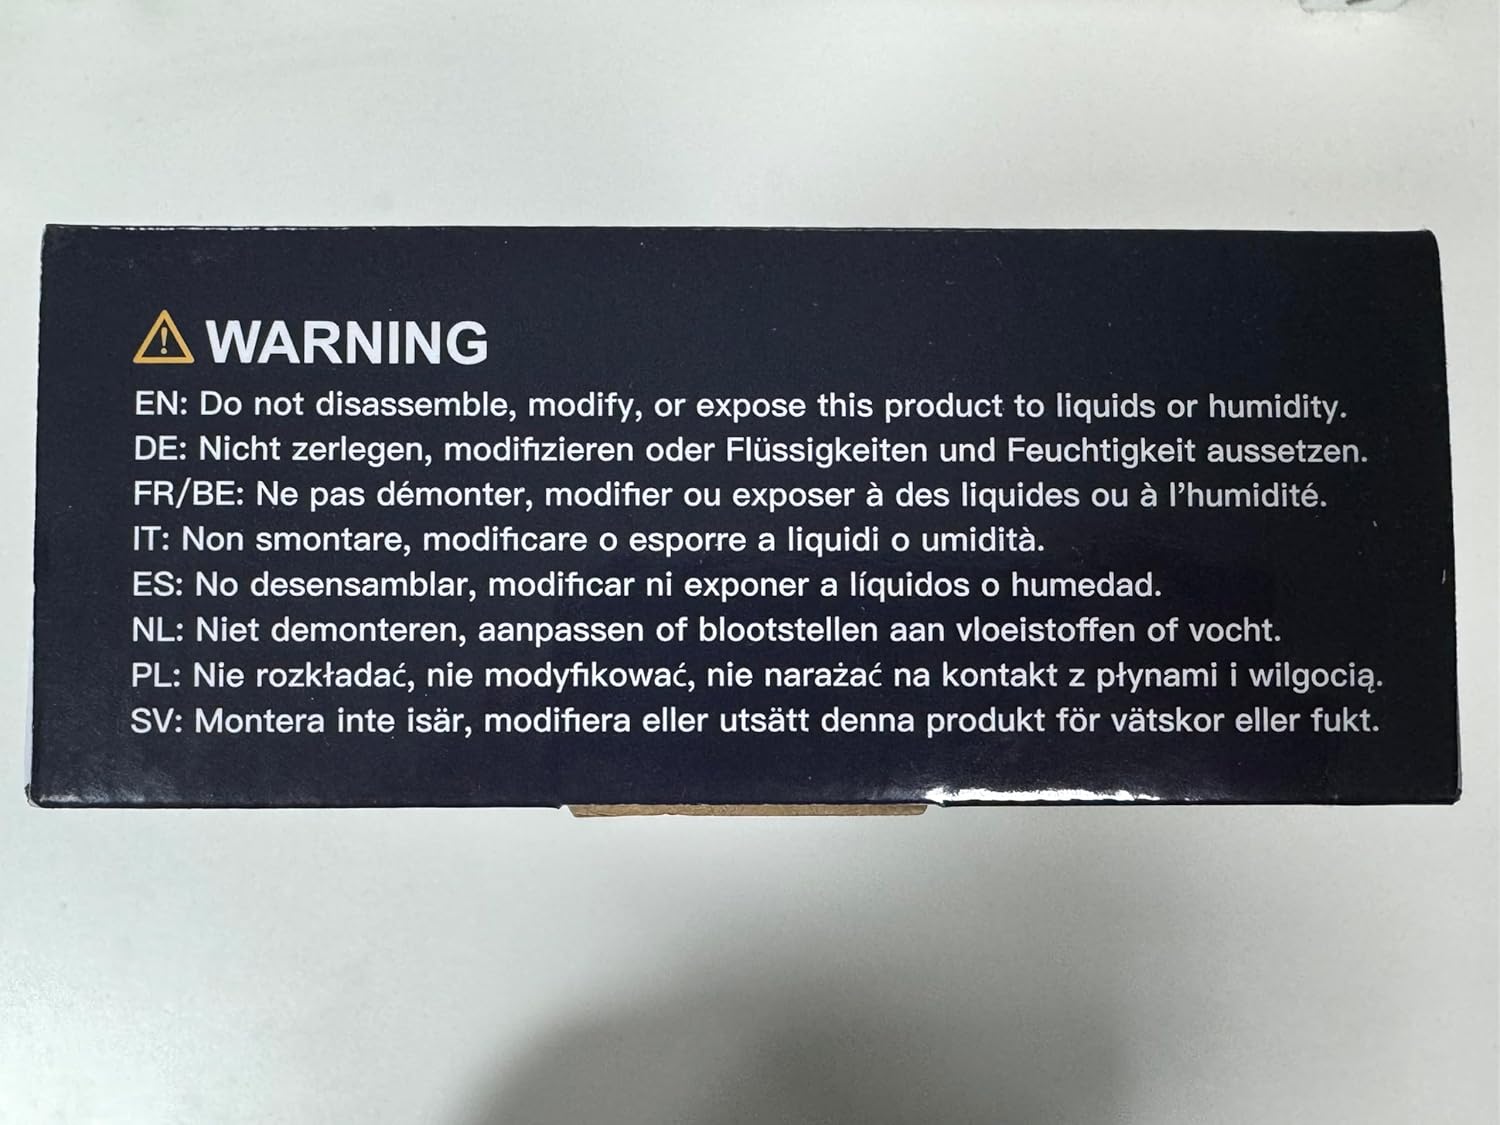 WARNING
EN: Do not disassemble, modify, or expose this product to liquids or humidity.
DE: Nicht zerlegen, modifizieren oder Flüssigkeiten und Feuchtigkeit aussetzen.
FR/BE: Ne pas démonter, modifier ou exposer à des liquides ou à l'humidité.
IT: Non smontare, modificare o esporre a liquidi o umidità.
ES: No desensamblar, modificar ni exponer a líquidos o humedad.
NL: Niet demonteren, aanpassen of blootstellen aan vloeistoffen of vocht.
PL: Nie rozkładać, nie modyfikować, nie narażać na kontakt z płynami i wilgocią.
SV: Montera inte isär, modifiera eller utsätt denna produkt för vätskor eller fukt.